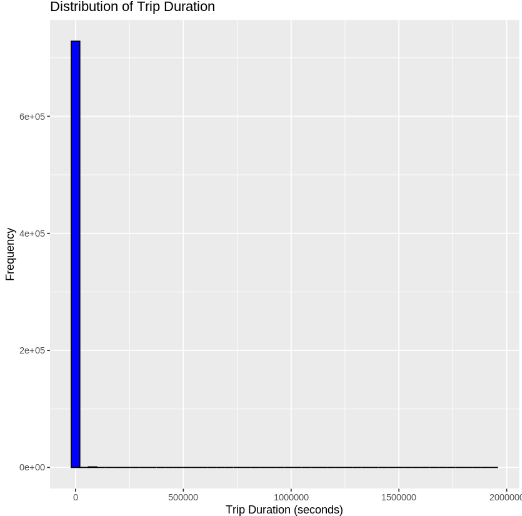 Distribution of Trip Duration
6e+05
4e+05
2e+05
0e+00
Frequency
0 500000 1000000 1500000 2000000
Trip Duration (seconds)